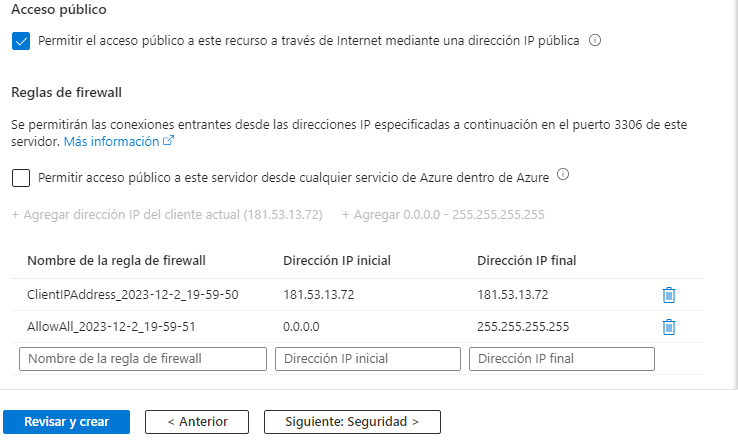 Acceso público
Permitir el acceso público a este recurso a través de Internet mediante una dirección IP pública
Reglas de firewall
Se permitirán las conexiones entrantes desde las direcciones IP especificadas a continuación en el puerto 3306 de este
servidor. Más información
Permitir acceso público a este servidor desde cualquier servicio de Azure dentro de Azure
+ Agregar dirección IP del cliente actual (181.53.13.72) + Agregar 0.0.0.0 - 255.255.255.255
Nombre de la regla de firewall Dirección IP inicial Dirección IP final
ClientIPAddress_2023-12-2_19-59-50 181.53.13.72 181.53.13.72
AllowAll_2023-12-2_19-59-51 0.0.0.0 255.255.255.255
Nombre de la regla de firewall Dirección IP inicial Dirección IP final
Revisar y crear < Anterior Siguiente: Seguridad >